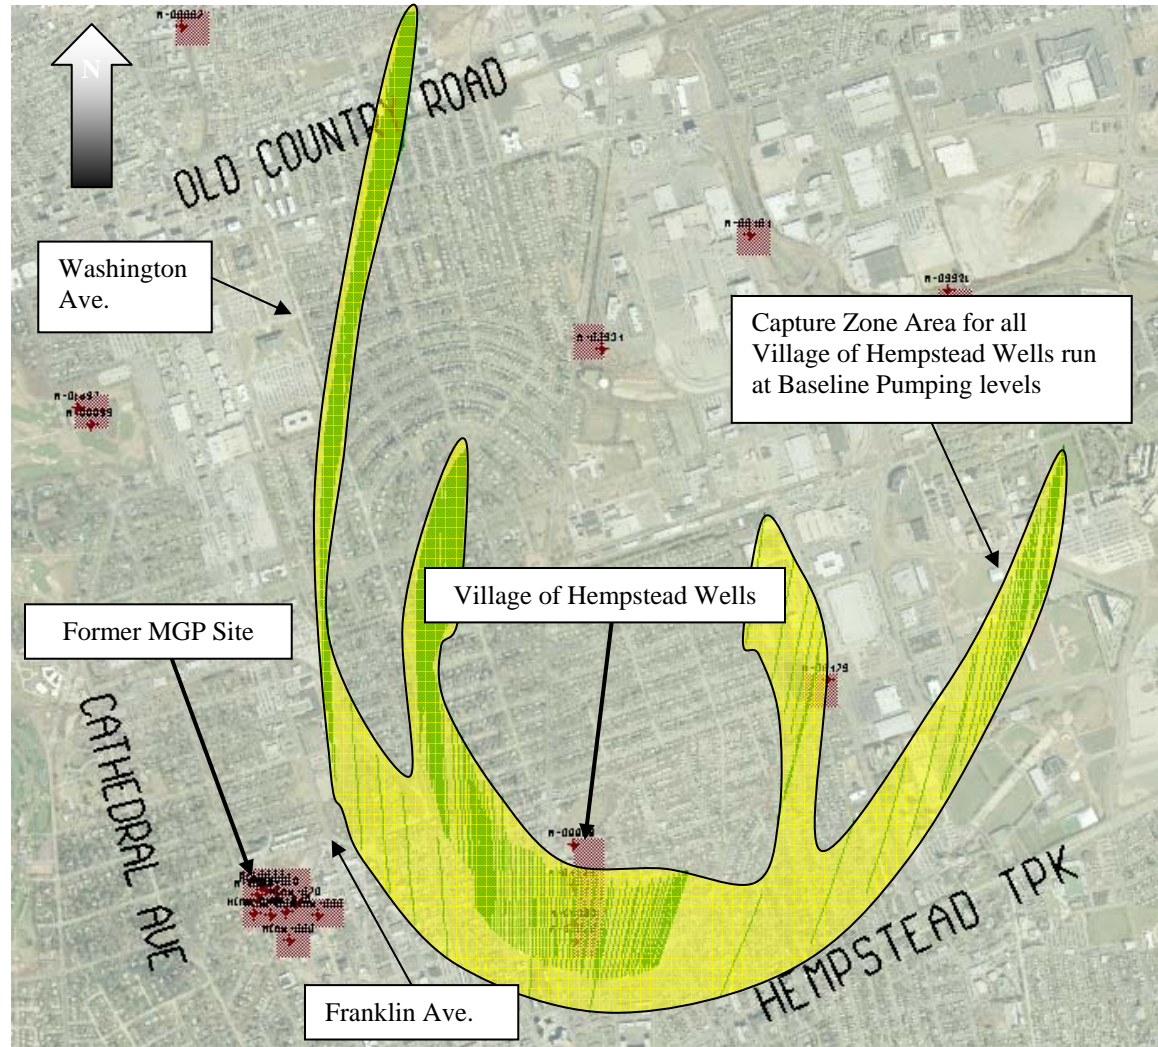 N
OLD COUNTRY ROAD
Washington
Ave.
Capture Zone Area for all
Village of Hempstead Wells run
at Baseline Pumping levels
Village of Hempstead Wells
Former MGP Site
CATHEDRAL AVE
Franklin Ave.
HEMPSTEAD TPK